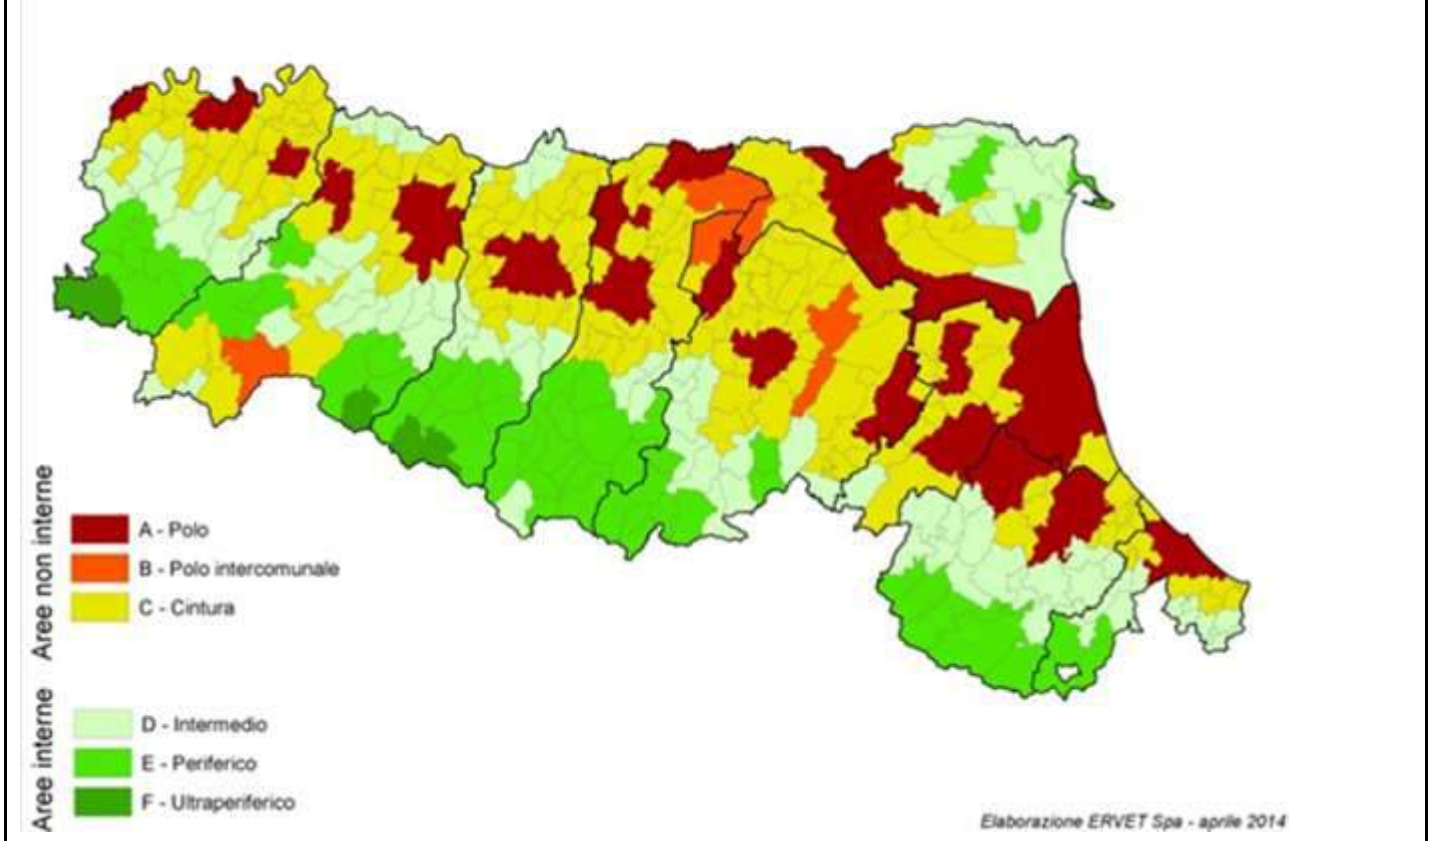 Aree non interne
A - Polo
B - Polo intercomunale
C - Cintura
Aree interne
D - Intermedio
E - Periferico
F - Ultraperiferico
Elaborazione ERVET Spa - aprile 2014